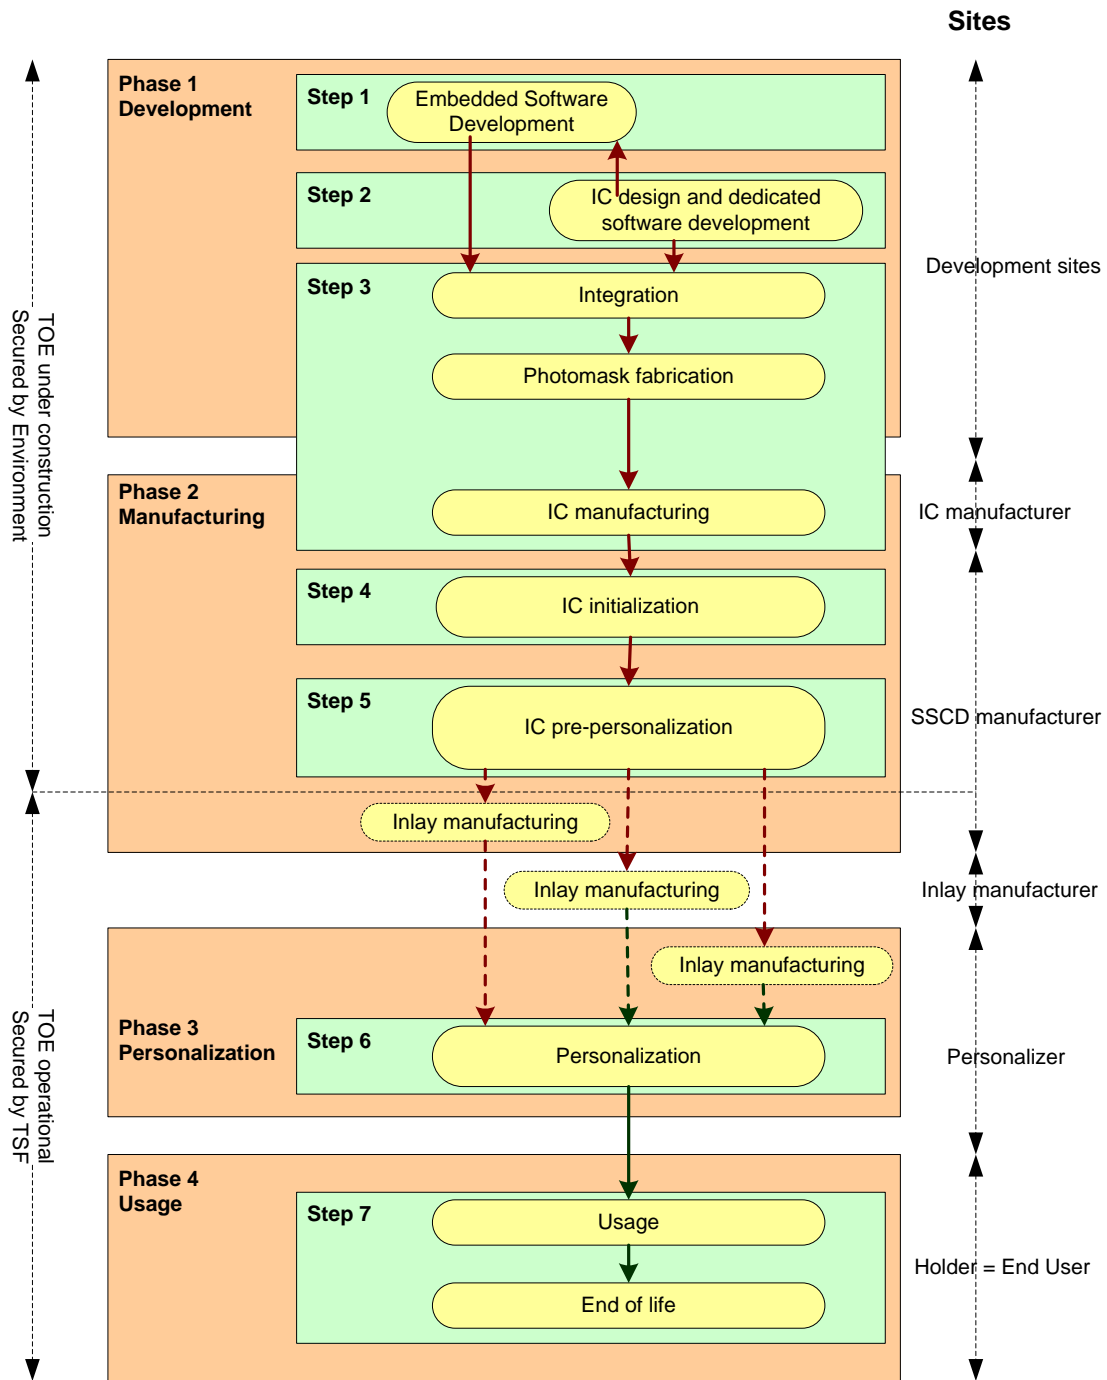 Sites
Phase 1
Development
Step 1
Embedded Software
Development
Step 2
IC design and dedicated
software development
Development sites
Step 3
Integration
TOE under construction
Secured by Environment
Photomask fabrication
Phase 2
Manufacturing
IC manufacturing
IC manufacturer
Step 4
IC initialization
Step 5
IC pre-personalization
SSCD manufacturer
Inlay manufacturing
Inlay manufacturing
Inlay manufacturer
Inlay manufacturing
TOE operational
Secured by TSF
Phase 3
Personalization
Step 6
Personalization
Personalizer
Phase 4
Usage
Step 7
Usage
Holder = End User
End of life